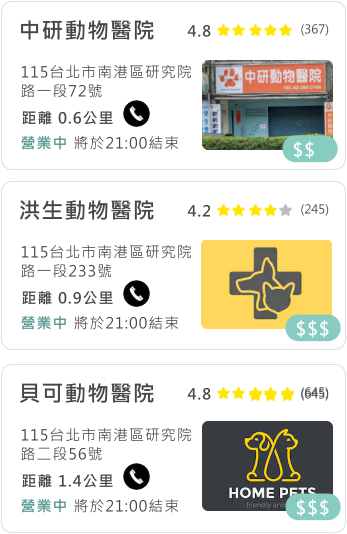 中研動物醫院
4.8 (367)
115台北市南港區研究院
路一段72號
距離 0.6公里
營業中 將於21:00結束
中研動物醫院
$$
洪生動物醫院
4.2 (245)
115台北市南港區研究院
路一段233號
距離 0.9公里
營業中 將於21:00結束
$$$
貝可動物醫院
4.8 (645)
115台北市南港區研究院
路二段56號
距離 1.4公里
營業中 將於21:00結束
HOME PETS
$$$